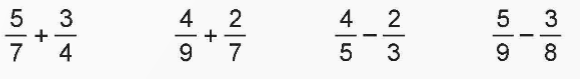 5/7 + 3/4    4/9 + 2/7    4/5 − 2/3    5/9 − 3/8